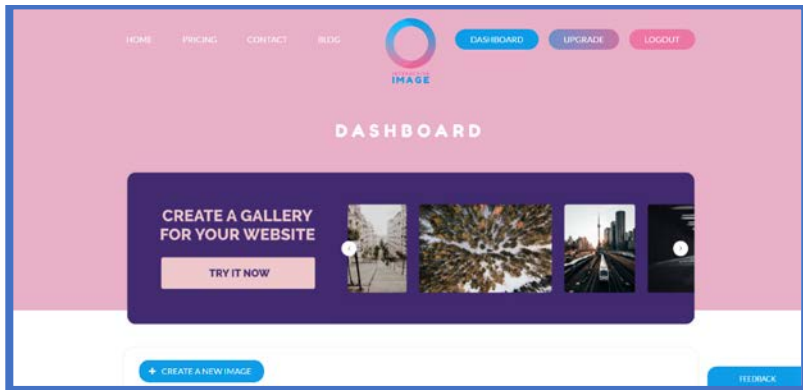 HOME PRICING CONTACT BLOG DASHBOARD UPGRADE LOGOUT
IMAGE
DASHBOARD
CREATE A GALLERY
FOR YOUR WEBSITE
TRY IT NOW
+ CREATE A NEW IMAGE
FEEDBACK